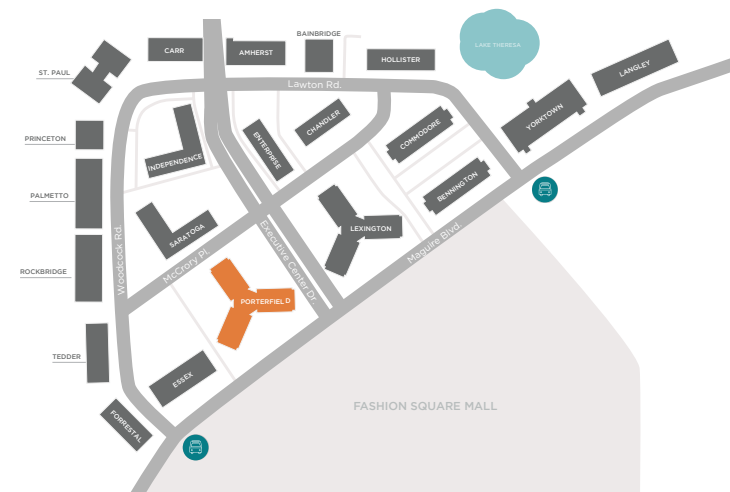 BAINBRIDGE
CARR
AMHERST
HOLLISTER
LAKE THERESA
ST. PAUL
LANGLEY
Lawton Rd.
YORKTOWN
CHANDLER
COMMODORE
PRINCETON
ENTERPRISE
INDEPENDENCE
PALMETTO
BENNINGTON
LEXINGTON
SARATOGA
Woodcock Rd.
McCrory Pl.
Executive Center Dr.
Maguire Blvd.
ROCKBRIDGE
PORTERFIELD
TEDDER
ESSEX
FORRESTAL
FASHION SQUARE MALL